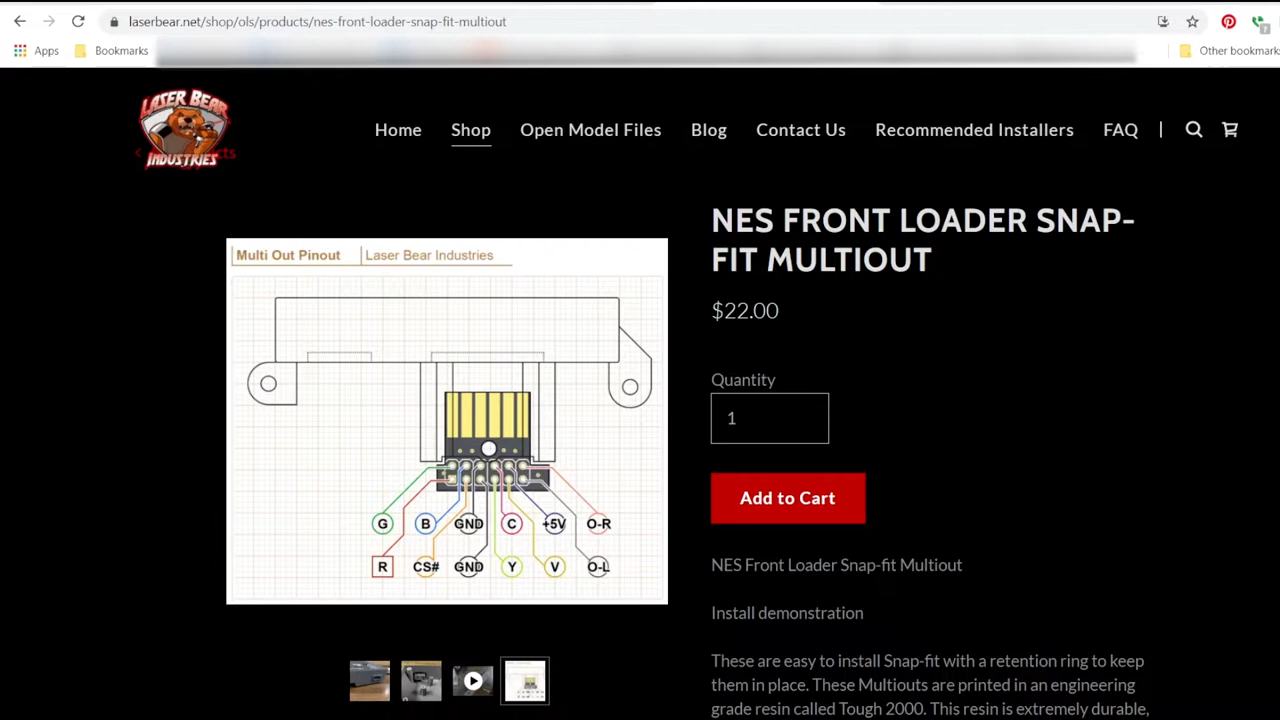 laserbear.net/shop/ols/products/nes-front-loader-snap-fit-multiout
Apps Bookmarks Other bookmarks
LASER BEAR
INDUSTRIES
Home Shop Open Model Files Blog Contact Us Recommended Installers FAQ
Multi Out Pinout Laser Bear Industries
G B GND C +5V O-R
R CS# GND Y V O-L
NES FRONT LOADER SNAP-
FIT MULTIOUT
$22.00
Quantity
1
Add to Cart
NES Front Loader Snap-fit Multiout
Install demonstration
These are easy to install Snap-fit with a retention ring to keep
them in place. These Multiouts are printed in an engineering
grade resin called Tough 2000. This resin is extremely durable,